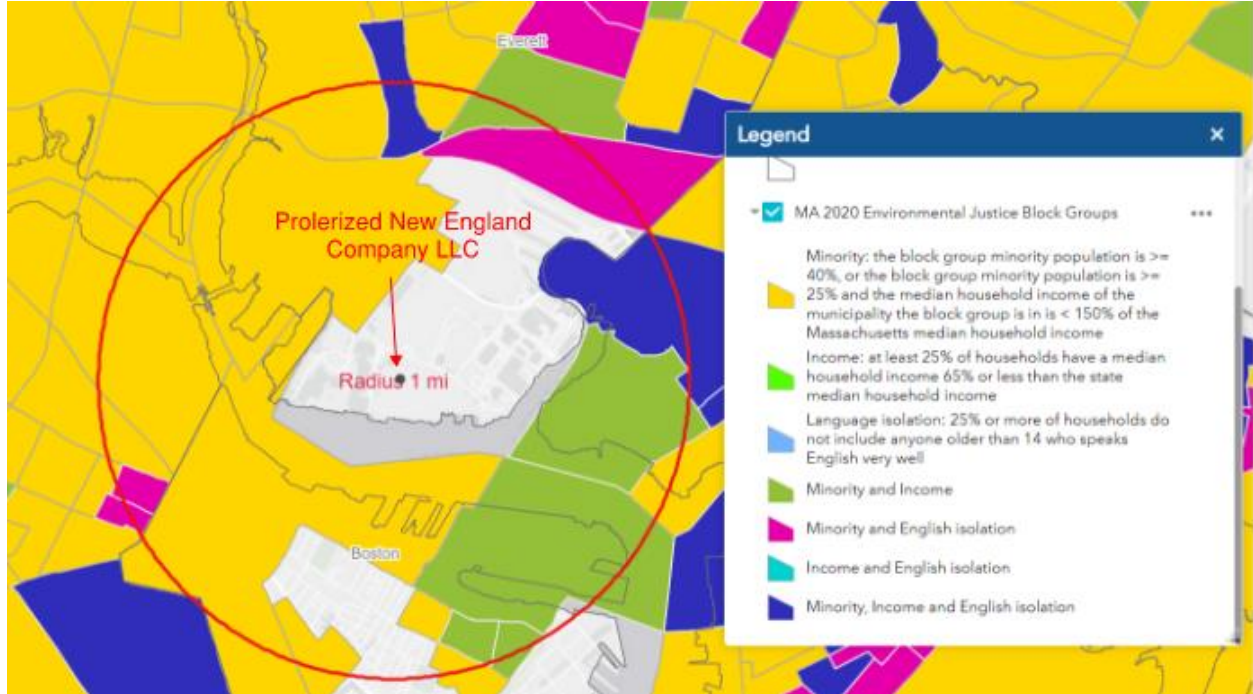 Everett
Prolerized New England
Company LLC
Radius 1 mi
Boston
Legend
×
MA 2020 Environmental Justice Block Groups
Minority: the block group minority population is >=
40%, or the block group minority population is >=
25% and the median household income of the
municipality the block group is in is < 150% of the
Massachusetts median household income
Income: at least 25% of households have a median
household income 65% or less than the state
median household income
Language isolation: 25% or more of households do
not include anyone older than 14 who speaks
English very well
Minority and Income
Minority and English isolation
Income and English isolation
Minority, Income and English isolation